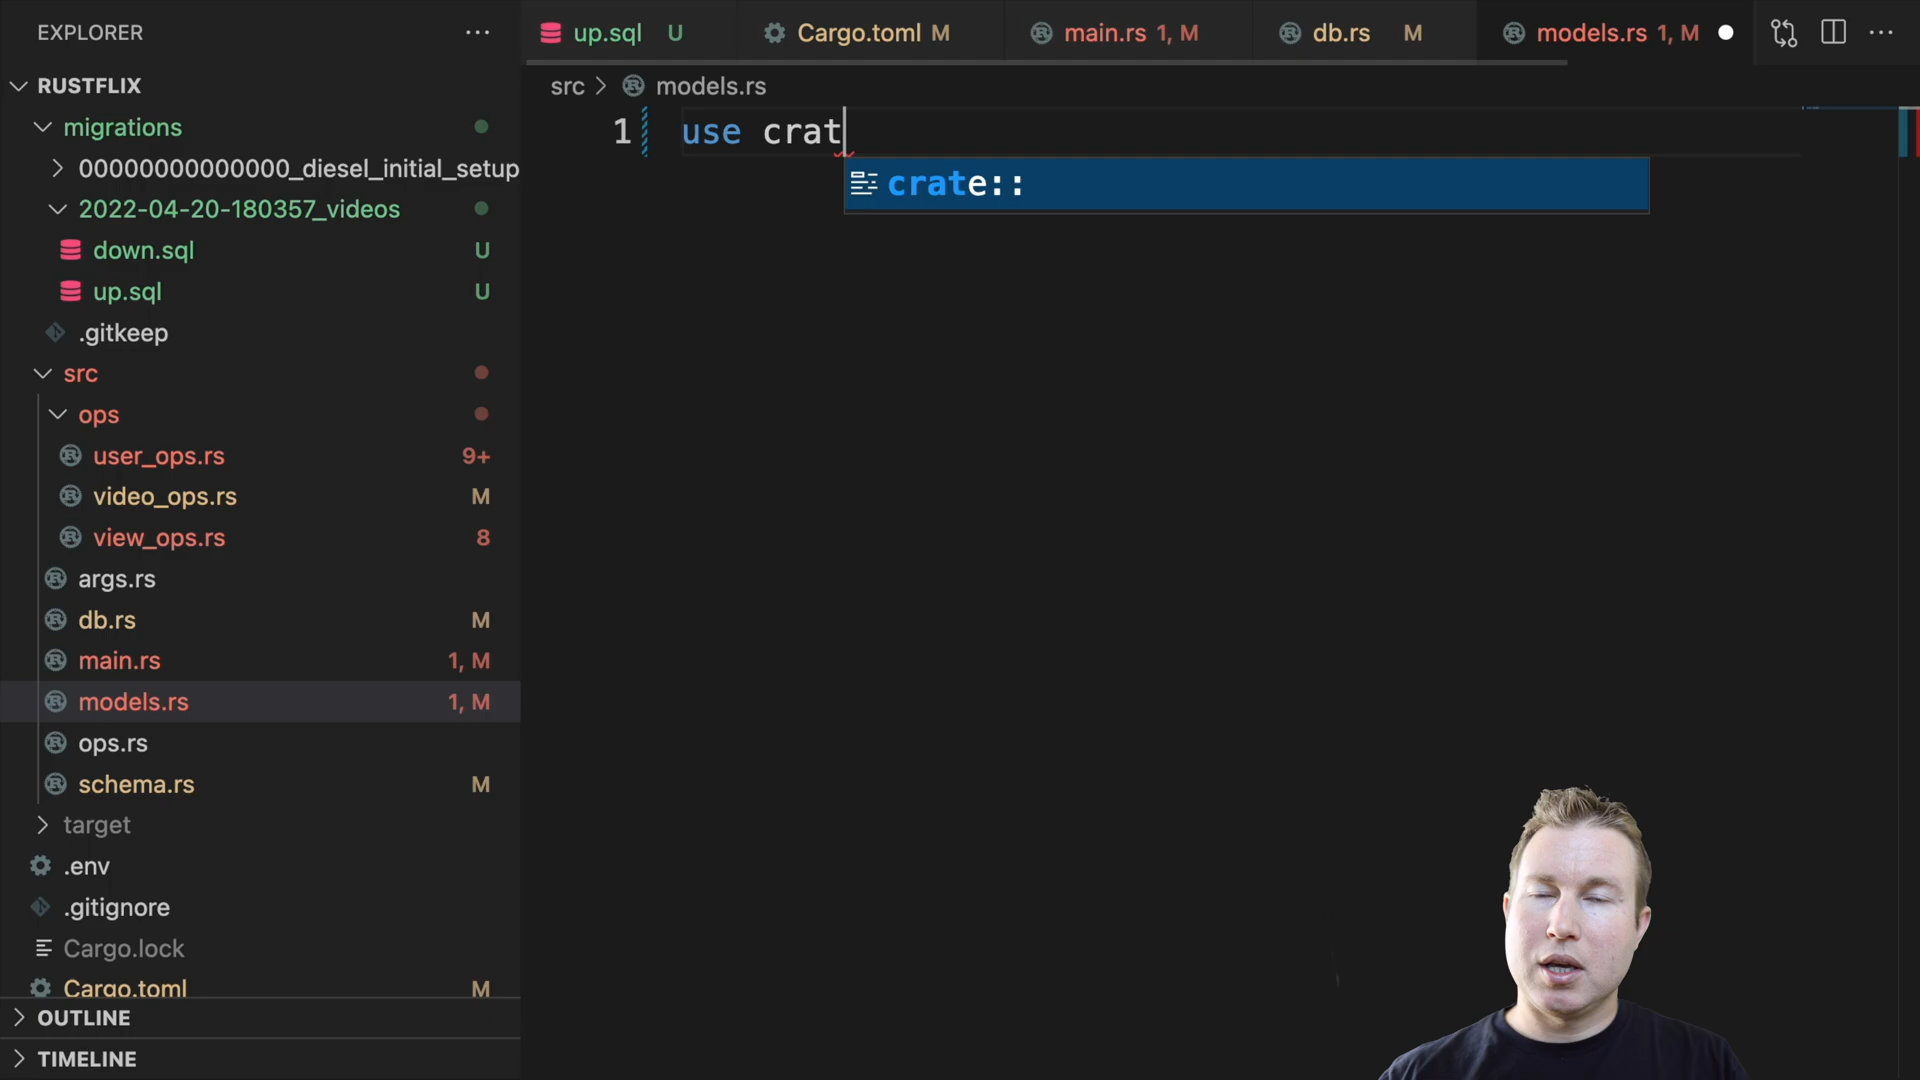 EXPLORER
RUSTFLIX
migrations
00000000000000_diesel_initial_setup
2022-04-20-180357_videos
down.sql U
up.sql U
.gitkeep
src
ops
user_ops.rs 9+
video_ops.rs M
view_ops.rs 8
args.rs
db.rs M
main.rs 1, M
models.rs 1, M
ops.rs
schema.rs M
target
.env
.gitignore
Cargo.lock
Cargo.toml M
OUTLINE
TIMELINE
up.sql U
Cargo.toml M
main.rs 1, M
db.rs M
models.rs 1, M
src > models.rs
1 use crat
crate::